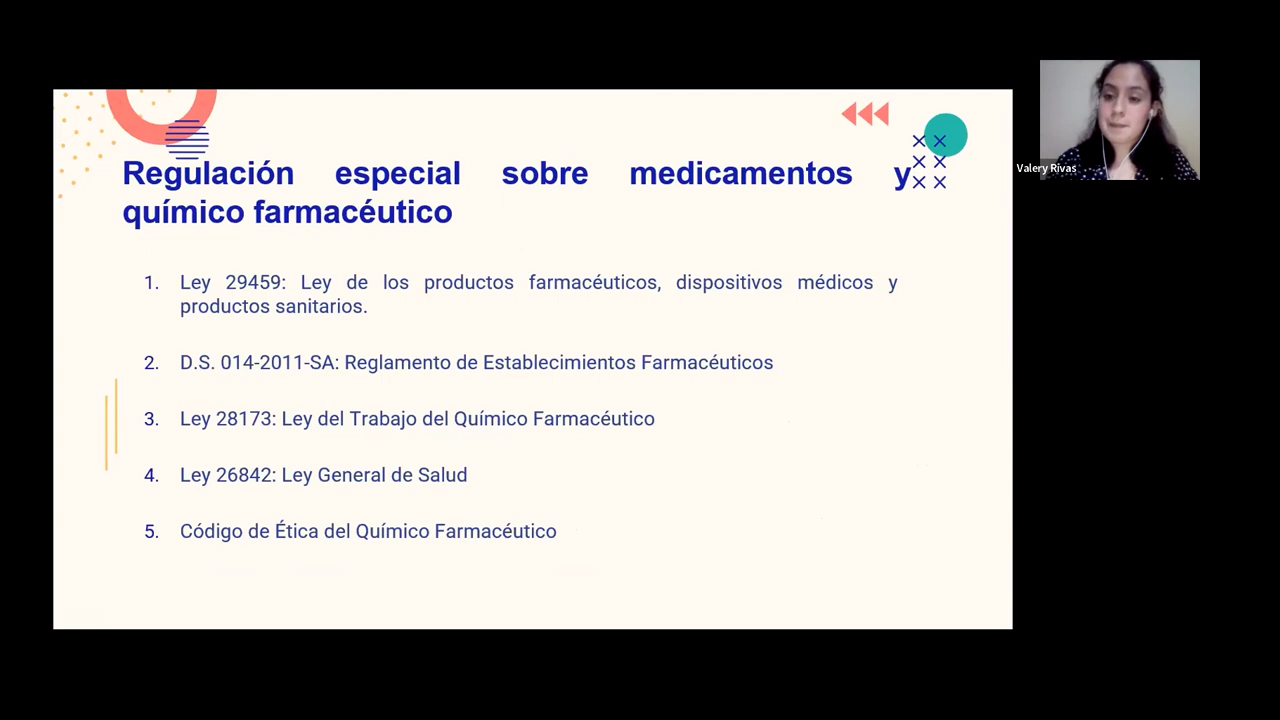 Regulación especial sobre medicamentos y
químico farmacéutico
1. Ley 29459: Ley de los productos farmacéuticos, dispositivos médicos y
productos sanitarios.
2. D.S. 014-2011-SA: Reglamento de Establecimientos Farmacéuticos
3. Ley 28173: Ley del Trabajo del Químico Farmacéutico
4. Ley 26842: Ley General de Salud
5. Código de Ética del Químico Farmacéutico
Valery Rivas